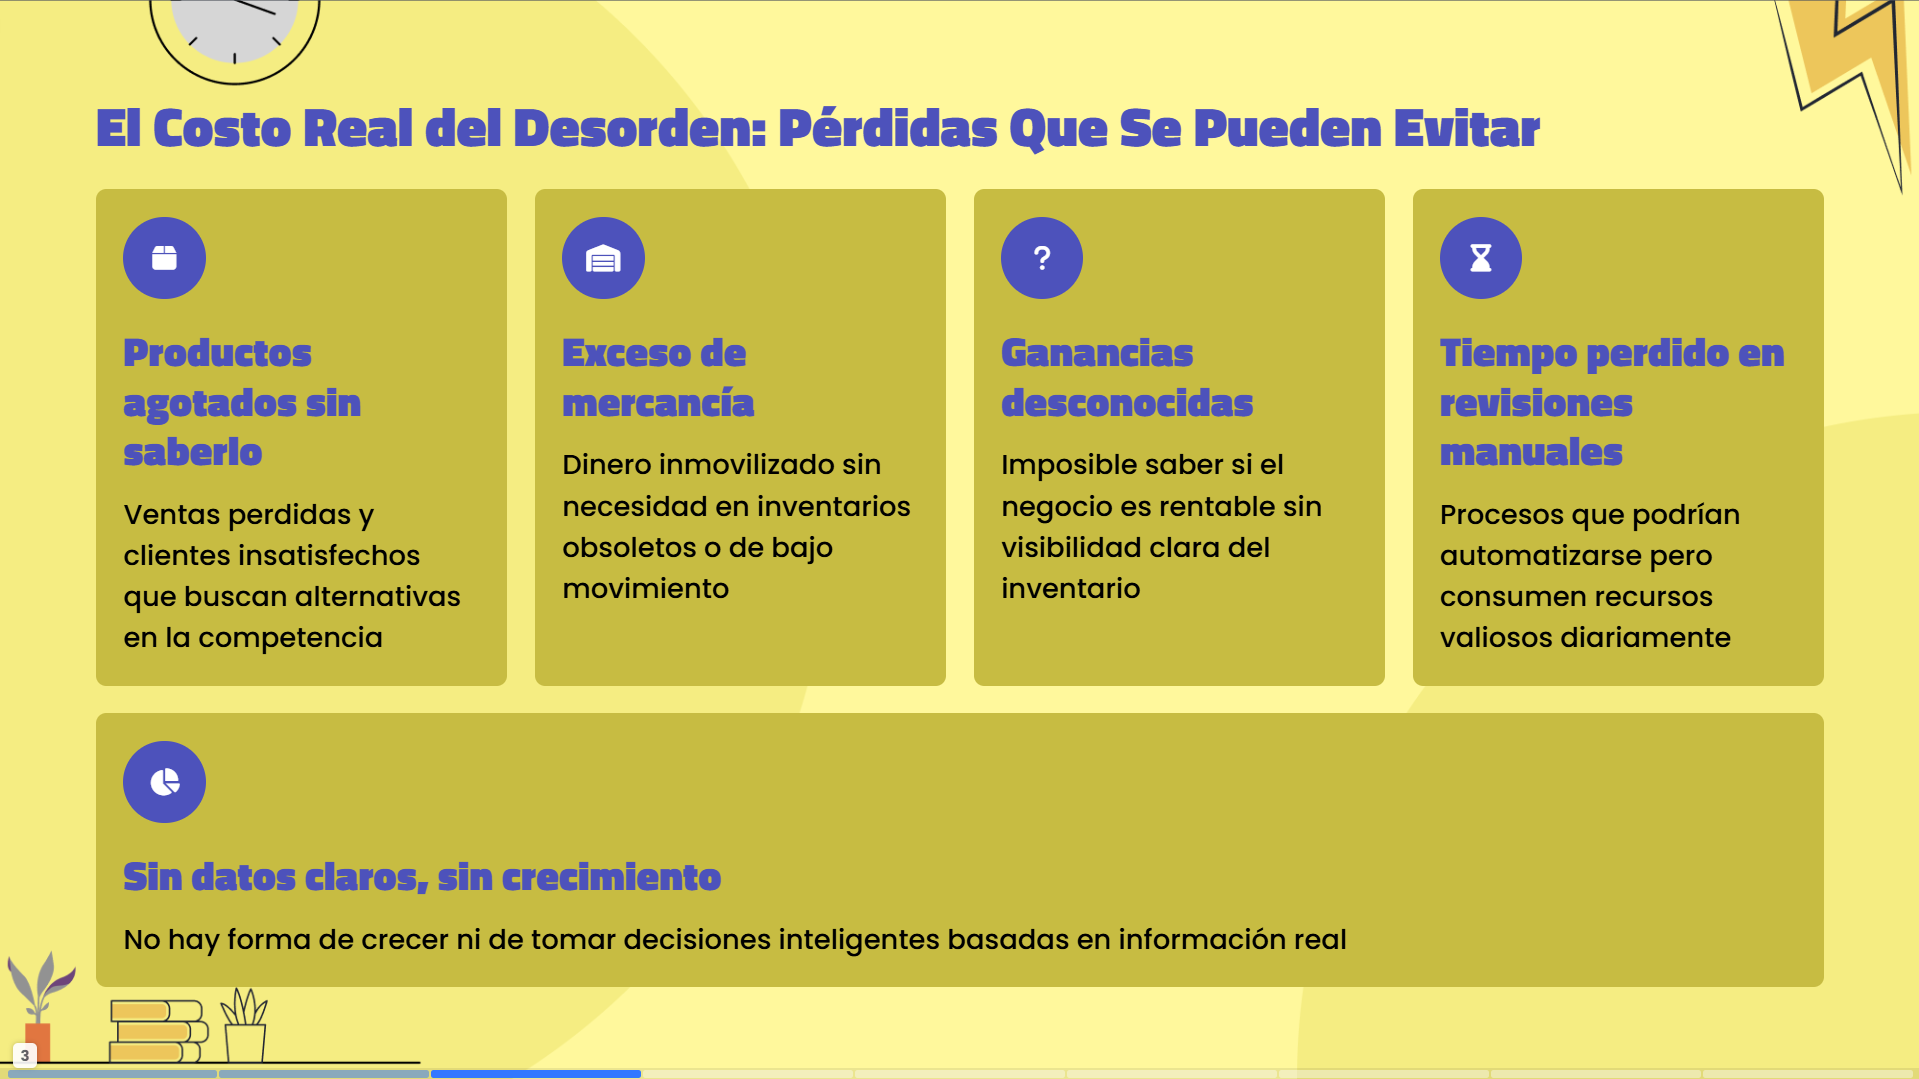 El Costo Real del Desorden: Pérdidas Que Se Pueden Evitar
Productos
agotados sin
saberlo
Ventas perdidas y
clientes insatisfechos
que buscan alternativas
en la competencia
Exceso de
mercancía
Dinero inmovilizado sin
necesidad en inventarios
obsoletos o de bajo
movimiento
?
Ganancias
desconocidas
Imposible saber si el
negocio es rentable sin
visibilidad clara del
inventario
Tiempo perdido en
revisiones
manuales
Procesos que podrían
automatizarse pero
consumen recursos
valiosos diariamente
Sin datos claros, sin crecimiento
No hay forma de crecer ni de tomar decisiones inteligentes basadas en información real
3